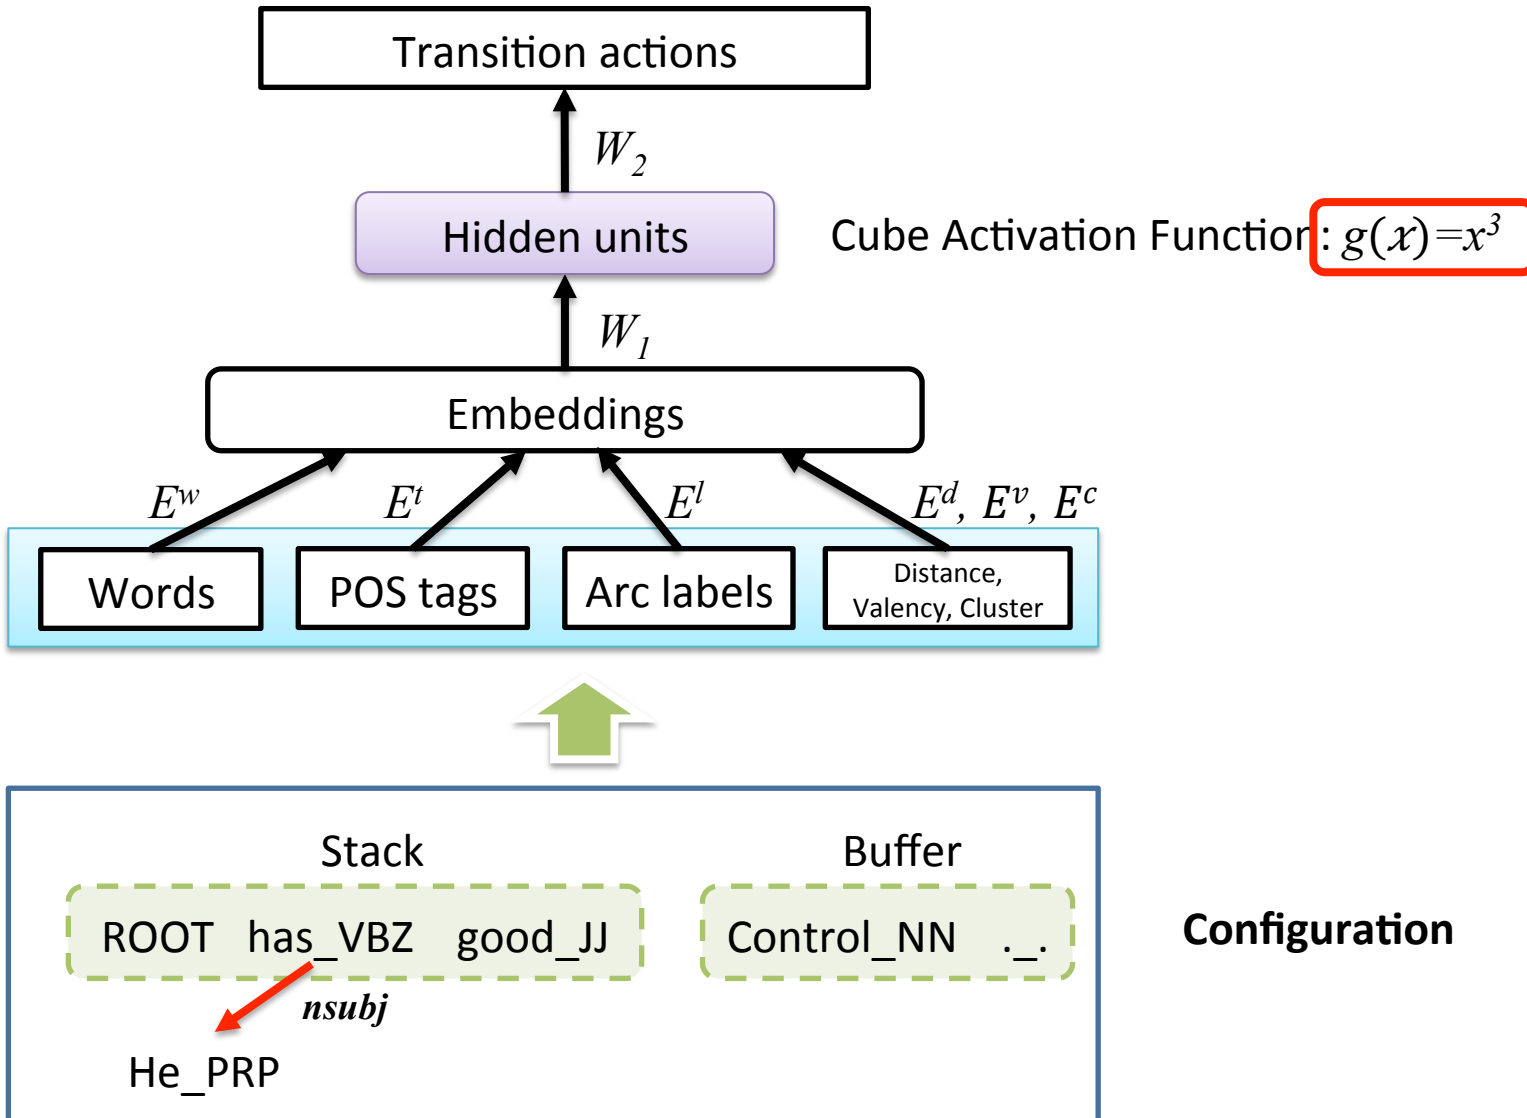 Transition actions
W₂
Hidden units
Cube Activation Function: g(x)=x³
W₁
Embeddings
Eʷ Eᵗ Eˡ Eᵈ, Eᵛ, Eᶜ
Words POS tags Arc labels Distance,
Valency, Cluster
Stack Buffer
ROOT has_VBZ good_JJ Control_NN ._.
Configuration
nsubj
He_PRP